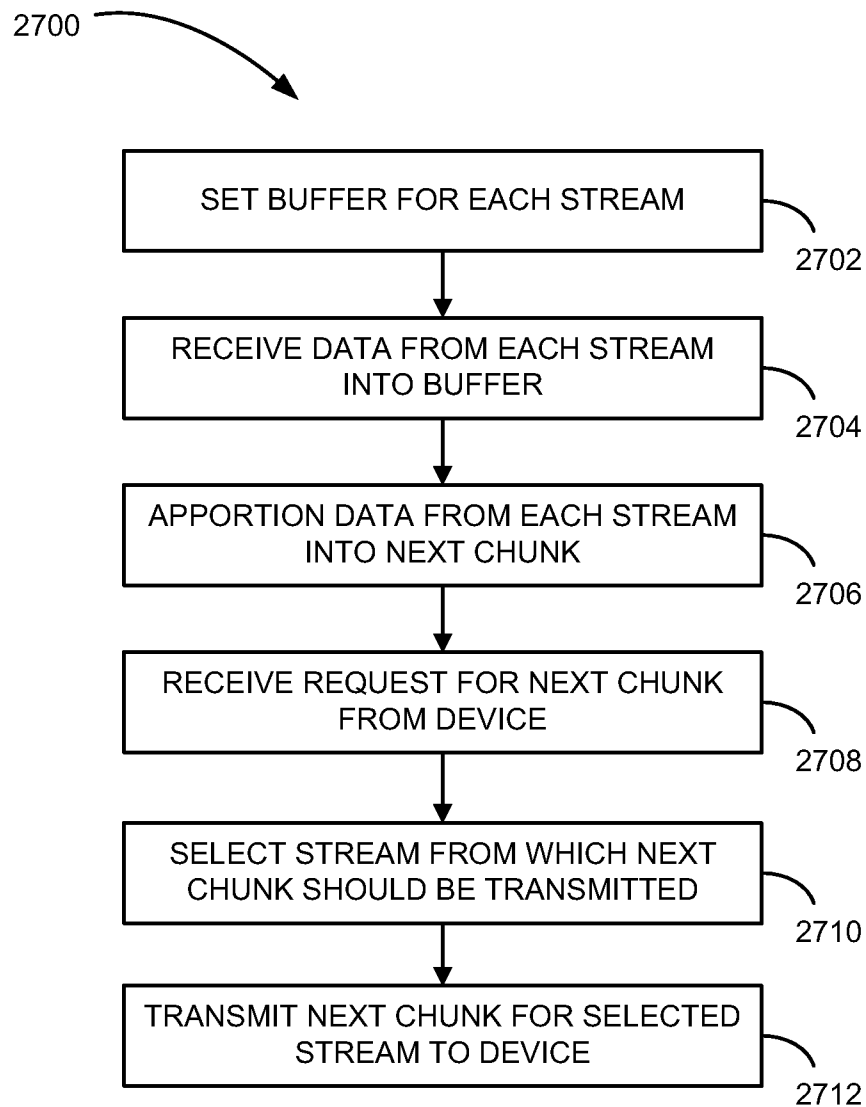 2700
SET BUFFER FOR EACH STREAM
2702
RECEIVE DATA FROM EACH STREAM
INTO BUFFER
2704
APPORTION DATA FROM EACH STREAM
INTO NEXT CHUNK
2706
RECEIVE REQUEST FOR NEXT CHUNK
FROM DEVICE
2708
SELECT STREAM FROM WHICH NEXT
CHUNK SHOULD BE TRANSMITTED
2710
TRANSMIT NEXT CHUNK FOR SELECTED
STREAM TO DEVICE
2712